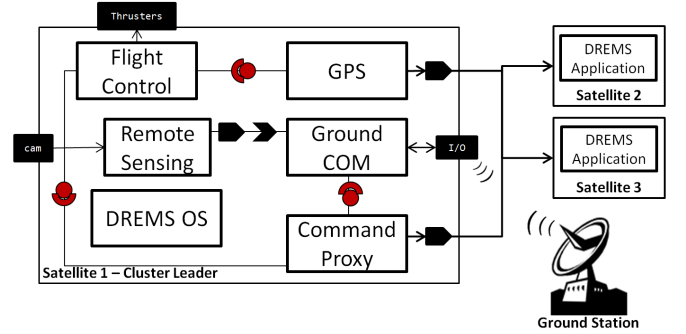 Thrusters
Flight
Control
GPS
DREMS
Application
Satellite 2
cam
Remote
Sensing
Ground
COM
I/O
DREMS
Application
Satellite 3
DREMS OS
Command
Proxy
Satellite 1 – Cluster Leader
Ground Station